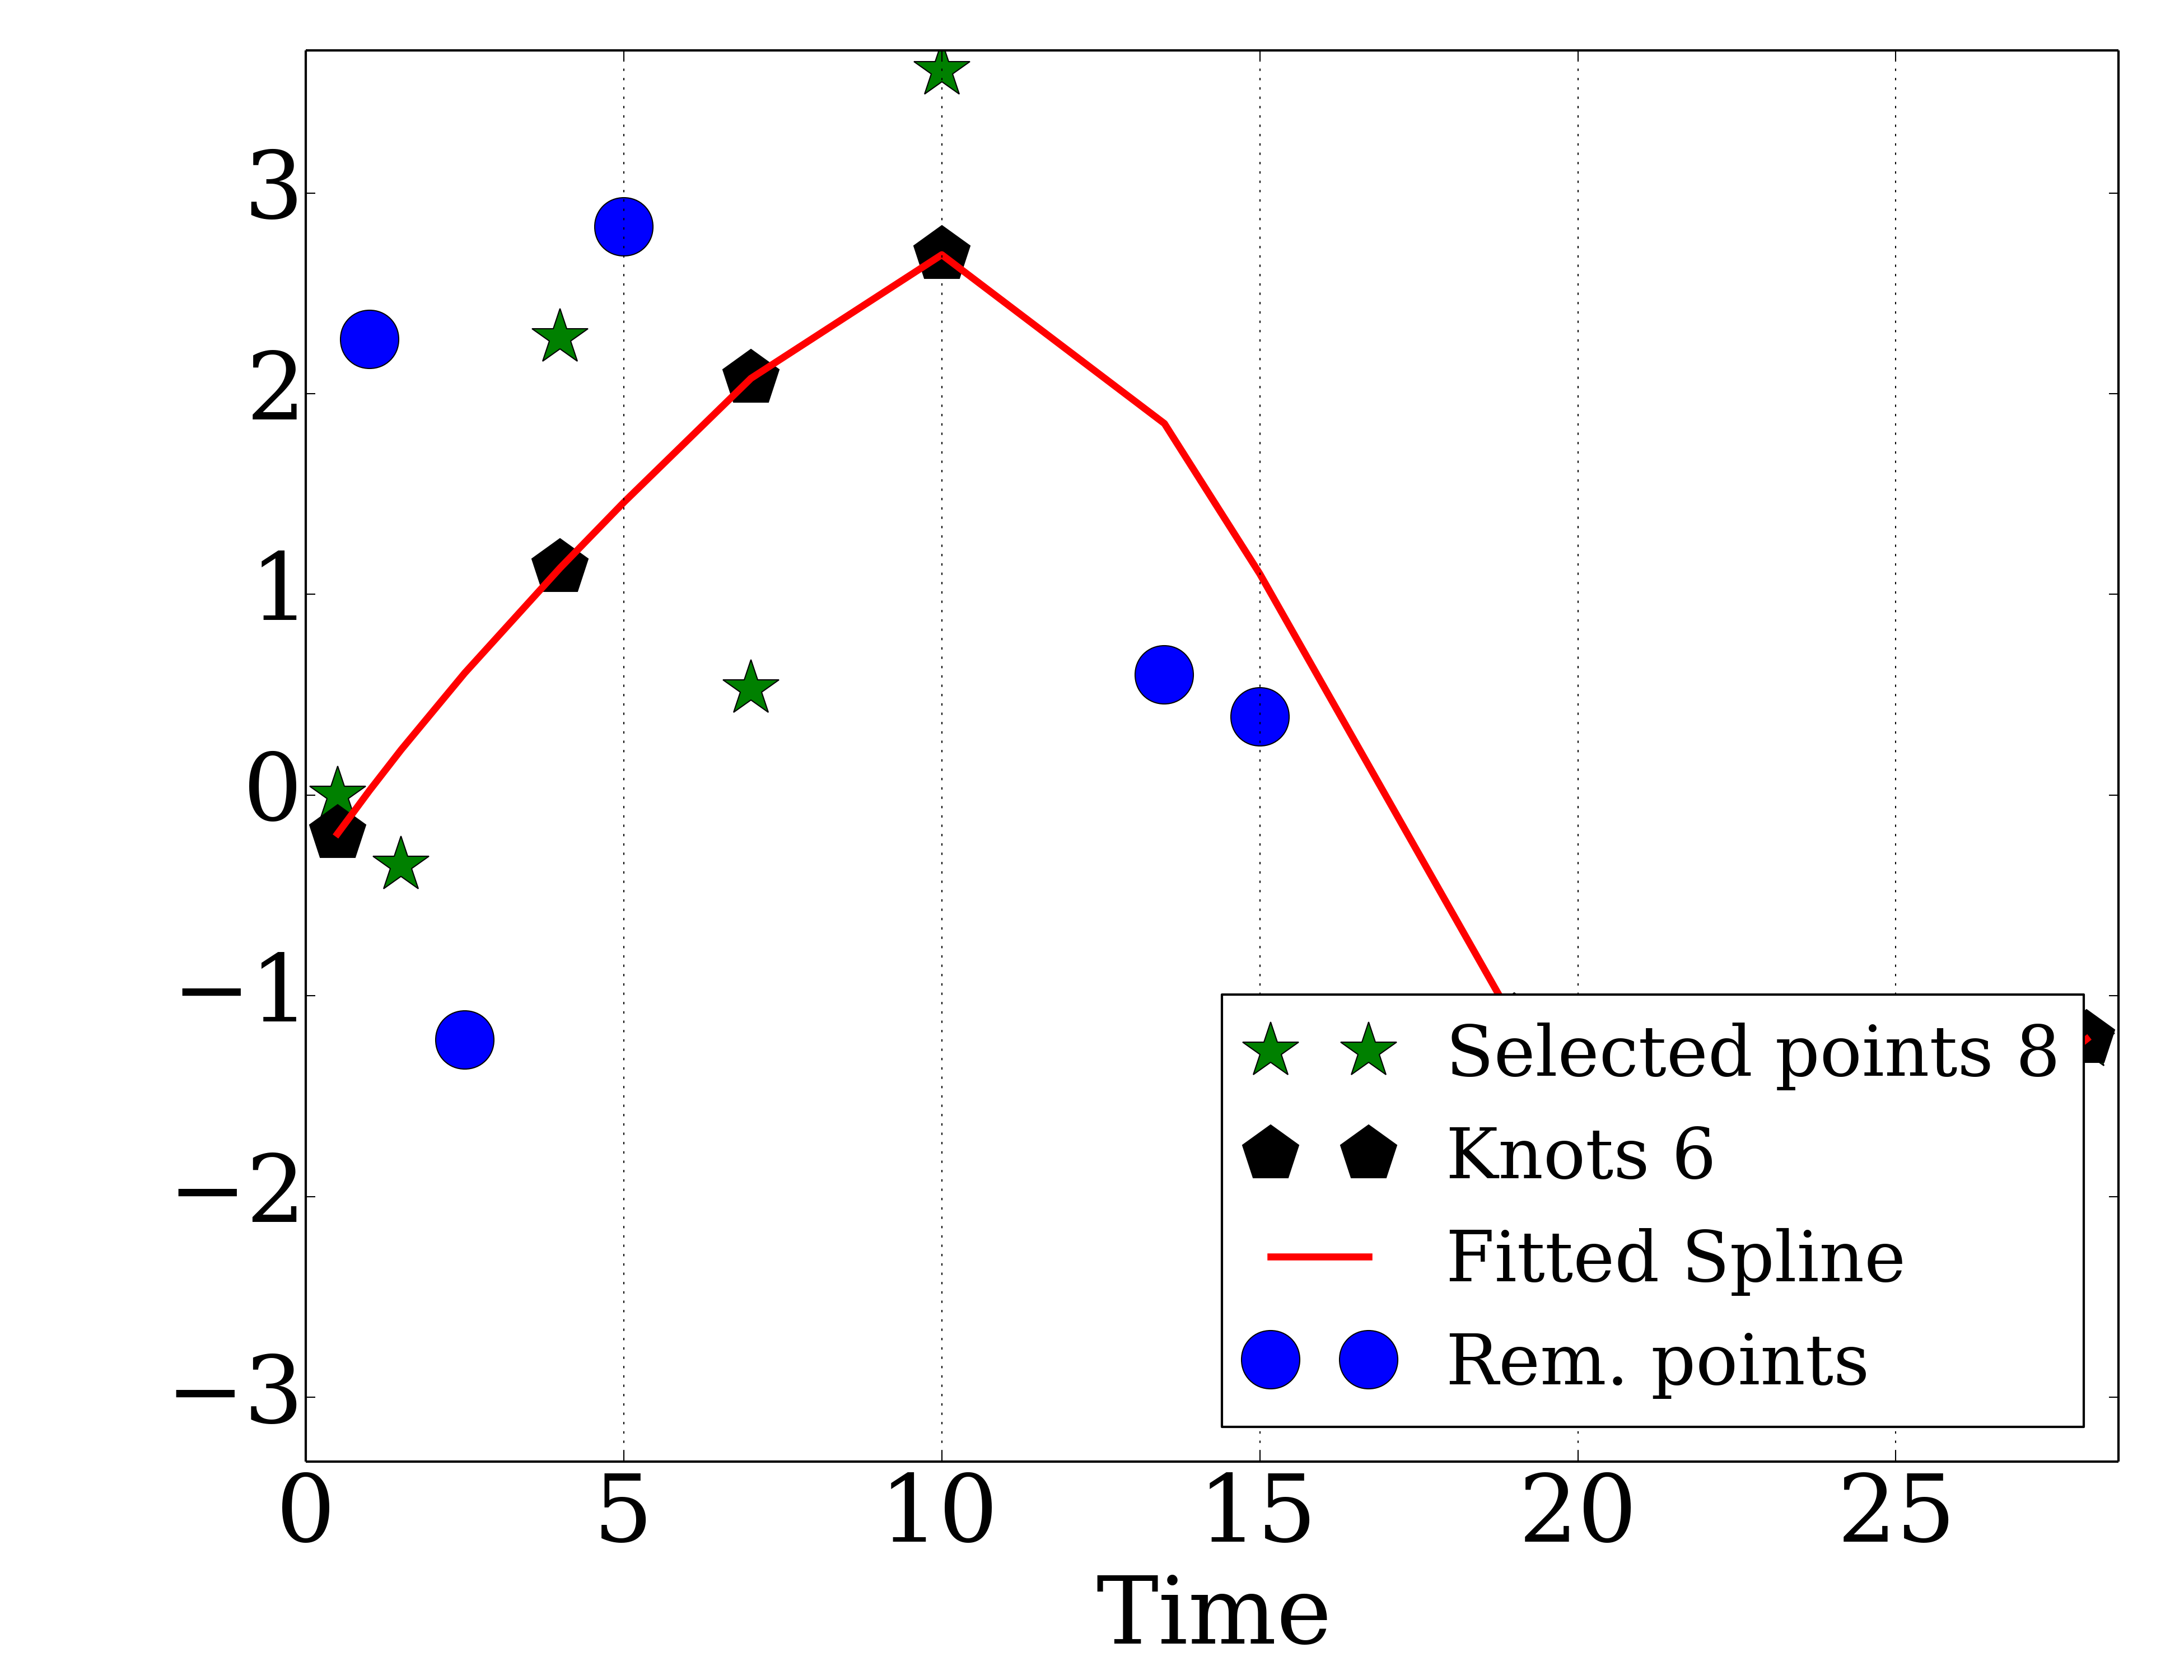 3
2
1
0
−1
−2
−3
Selected points 8
Knots 6
Fitted Spline
Rem. points
0 5 10 15 20 25
Time